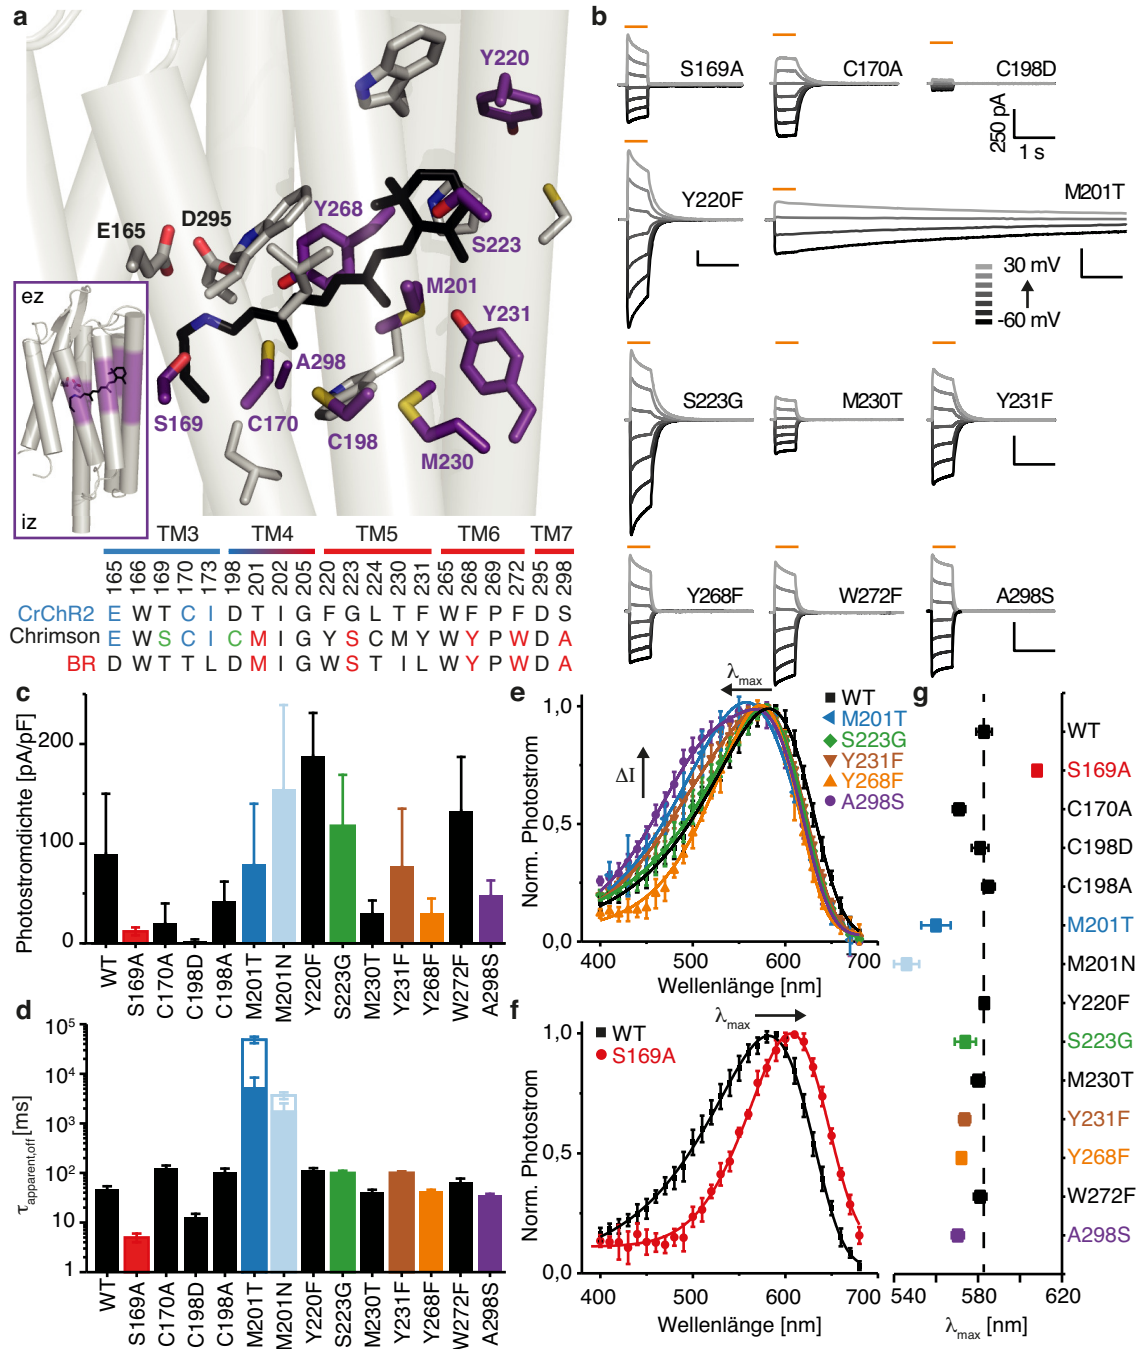 a
Y220
E165
D295
Y268
S223
M201
Y231
A298
S169
C170
C198
M230
ez
iz
TM3 TM4 TM5 TM6 TM7
165 166 169 170 173 198 201 202 205 220 223 224 230 231 265 268 269 272 295 298
CrChR2 E W T C I D T I G F G L T F W F P F D S
Chrimson E W S C I C M I G Y S C M Y W Y P W D A
BR D W T T L D M I G W S T I L W Y P W D A
b
S169A
C170A
C198D
250 pA
1 s
Y220F
M201T
30 mV
-60 mV
S223G
M230T
Y231F
Y268F
W272F
A298S
c
Photostromdichte [pA/pF]
200
100
0
WT S169A C170A C198D C198A M201T M201N Y220F S223G M230T Y231F Y268F W272F A298S
d
τapparent,off [ms]
10⁵
10⁴
10³
10²
10
1
WT S169A C170A C198D C198A M201T M201N Y220F S223G M230T Y231F Y268F W272F A298S
e
λmax
WT
M201T
S223G
Y231F
Y268F
A298S
ΔI
Norm. Photostrom
1,0
0,5
0,0
400 500 600 700
Wellenlänge [nm]
f
λmax
WT
S169A
Norm. Photostrom
1,0
0,5
0,0
400 500 600 700
Wellenlänge [nm]
g
WT
S169A
C170A
C198D
C198A
M201T
M201N
Y220F
S223G
M230T
Y231F
Y268F
W272F
A298S
540 580 620
λmax [nm]